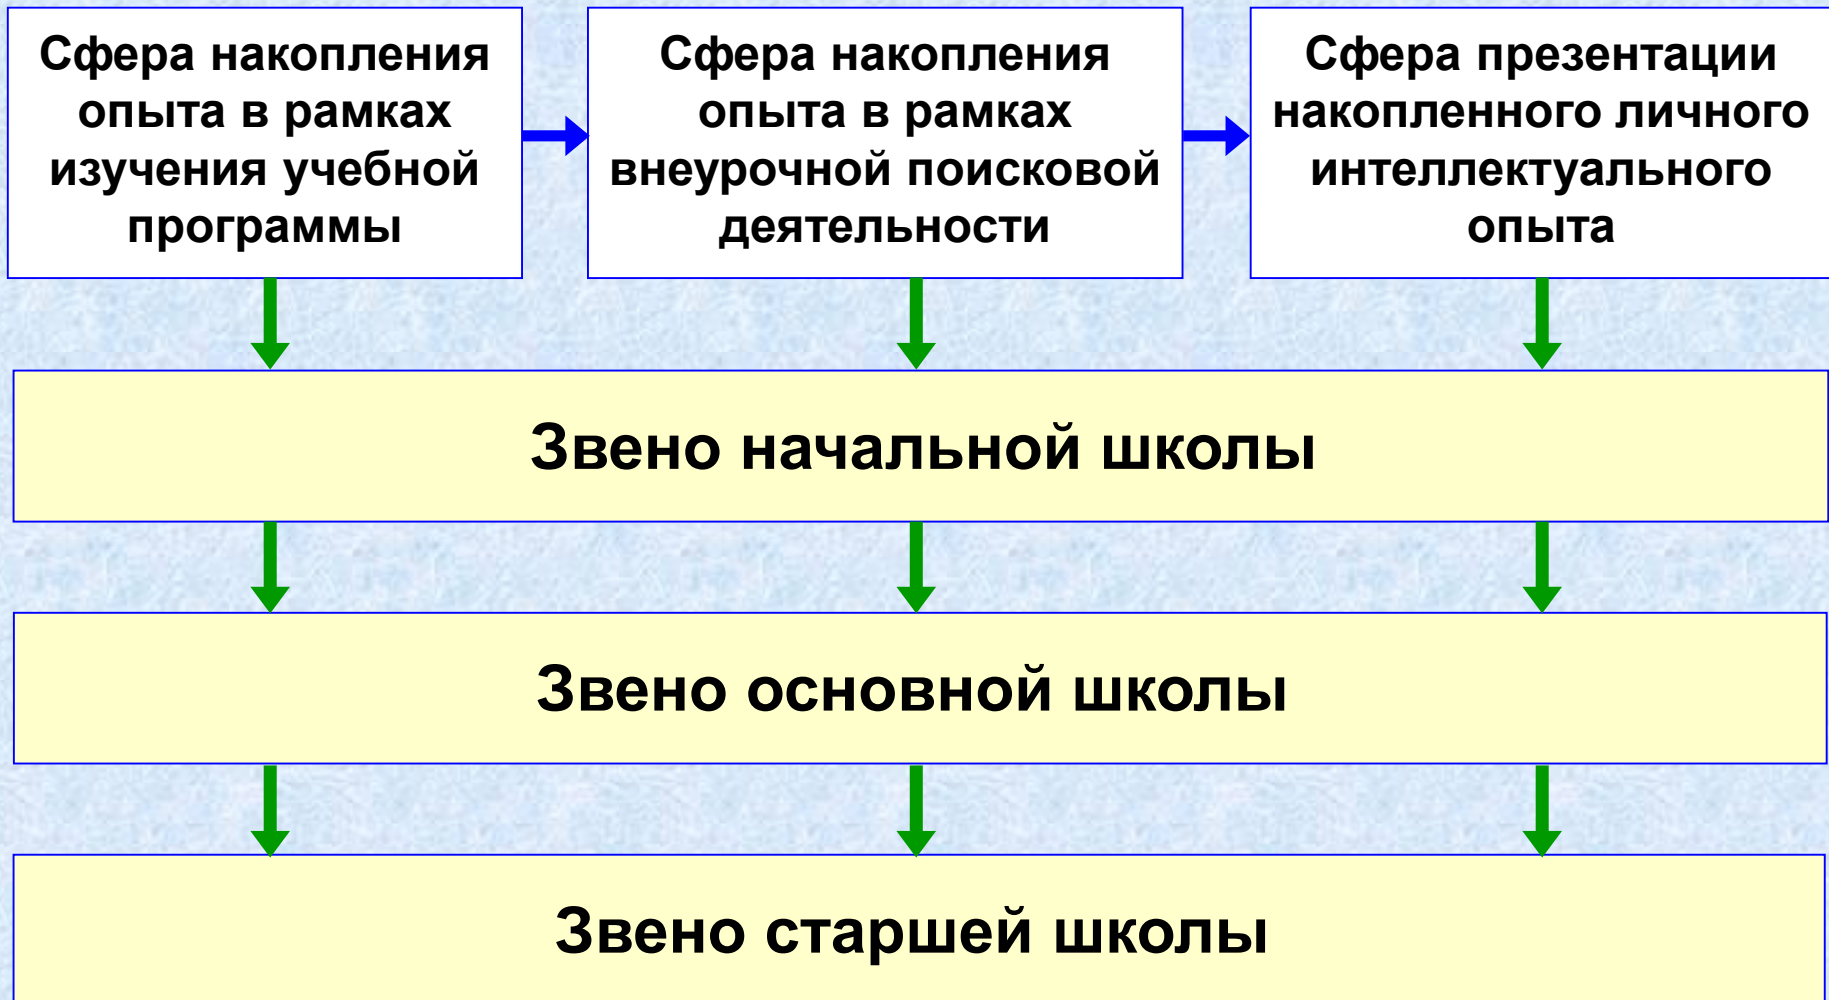 Сфера накопления
опыта в рамках
изучения учебной
программы
Сфера накопления
опыта в рамках
внеурочной поисковой
деятельности
Сфера презентации
накопленного личного
интеллектуального
опыта
Звено начальной школы
Звено основной школы
Звено старшей школы